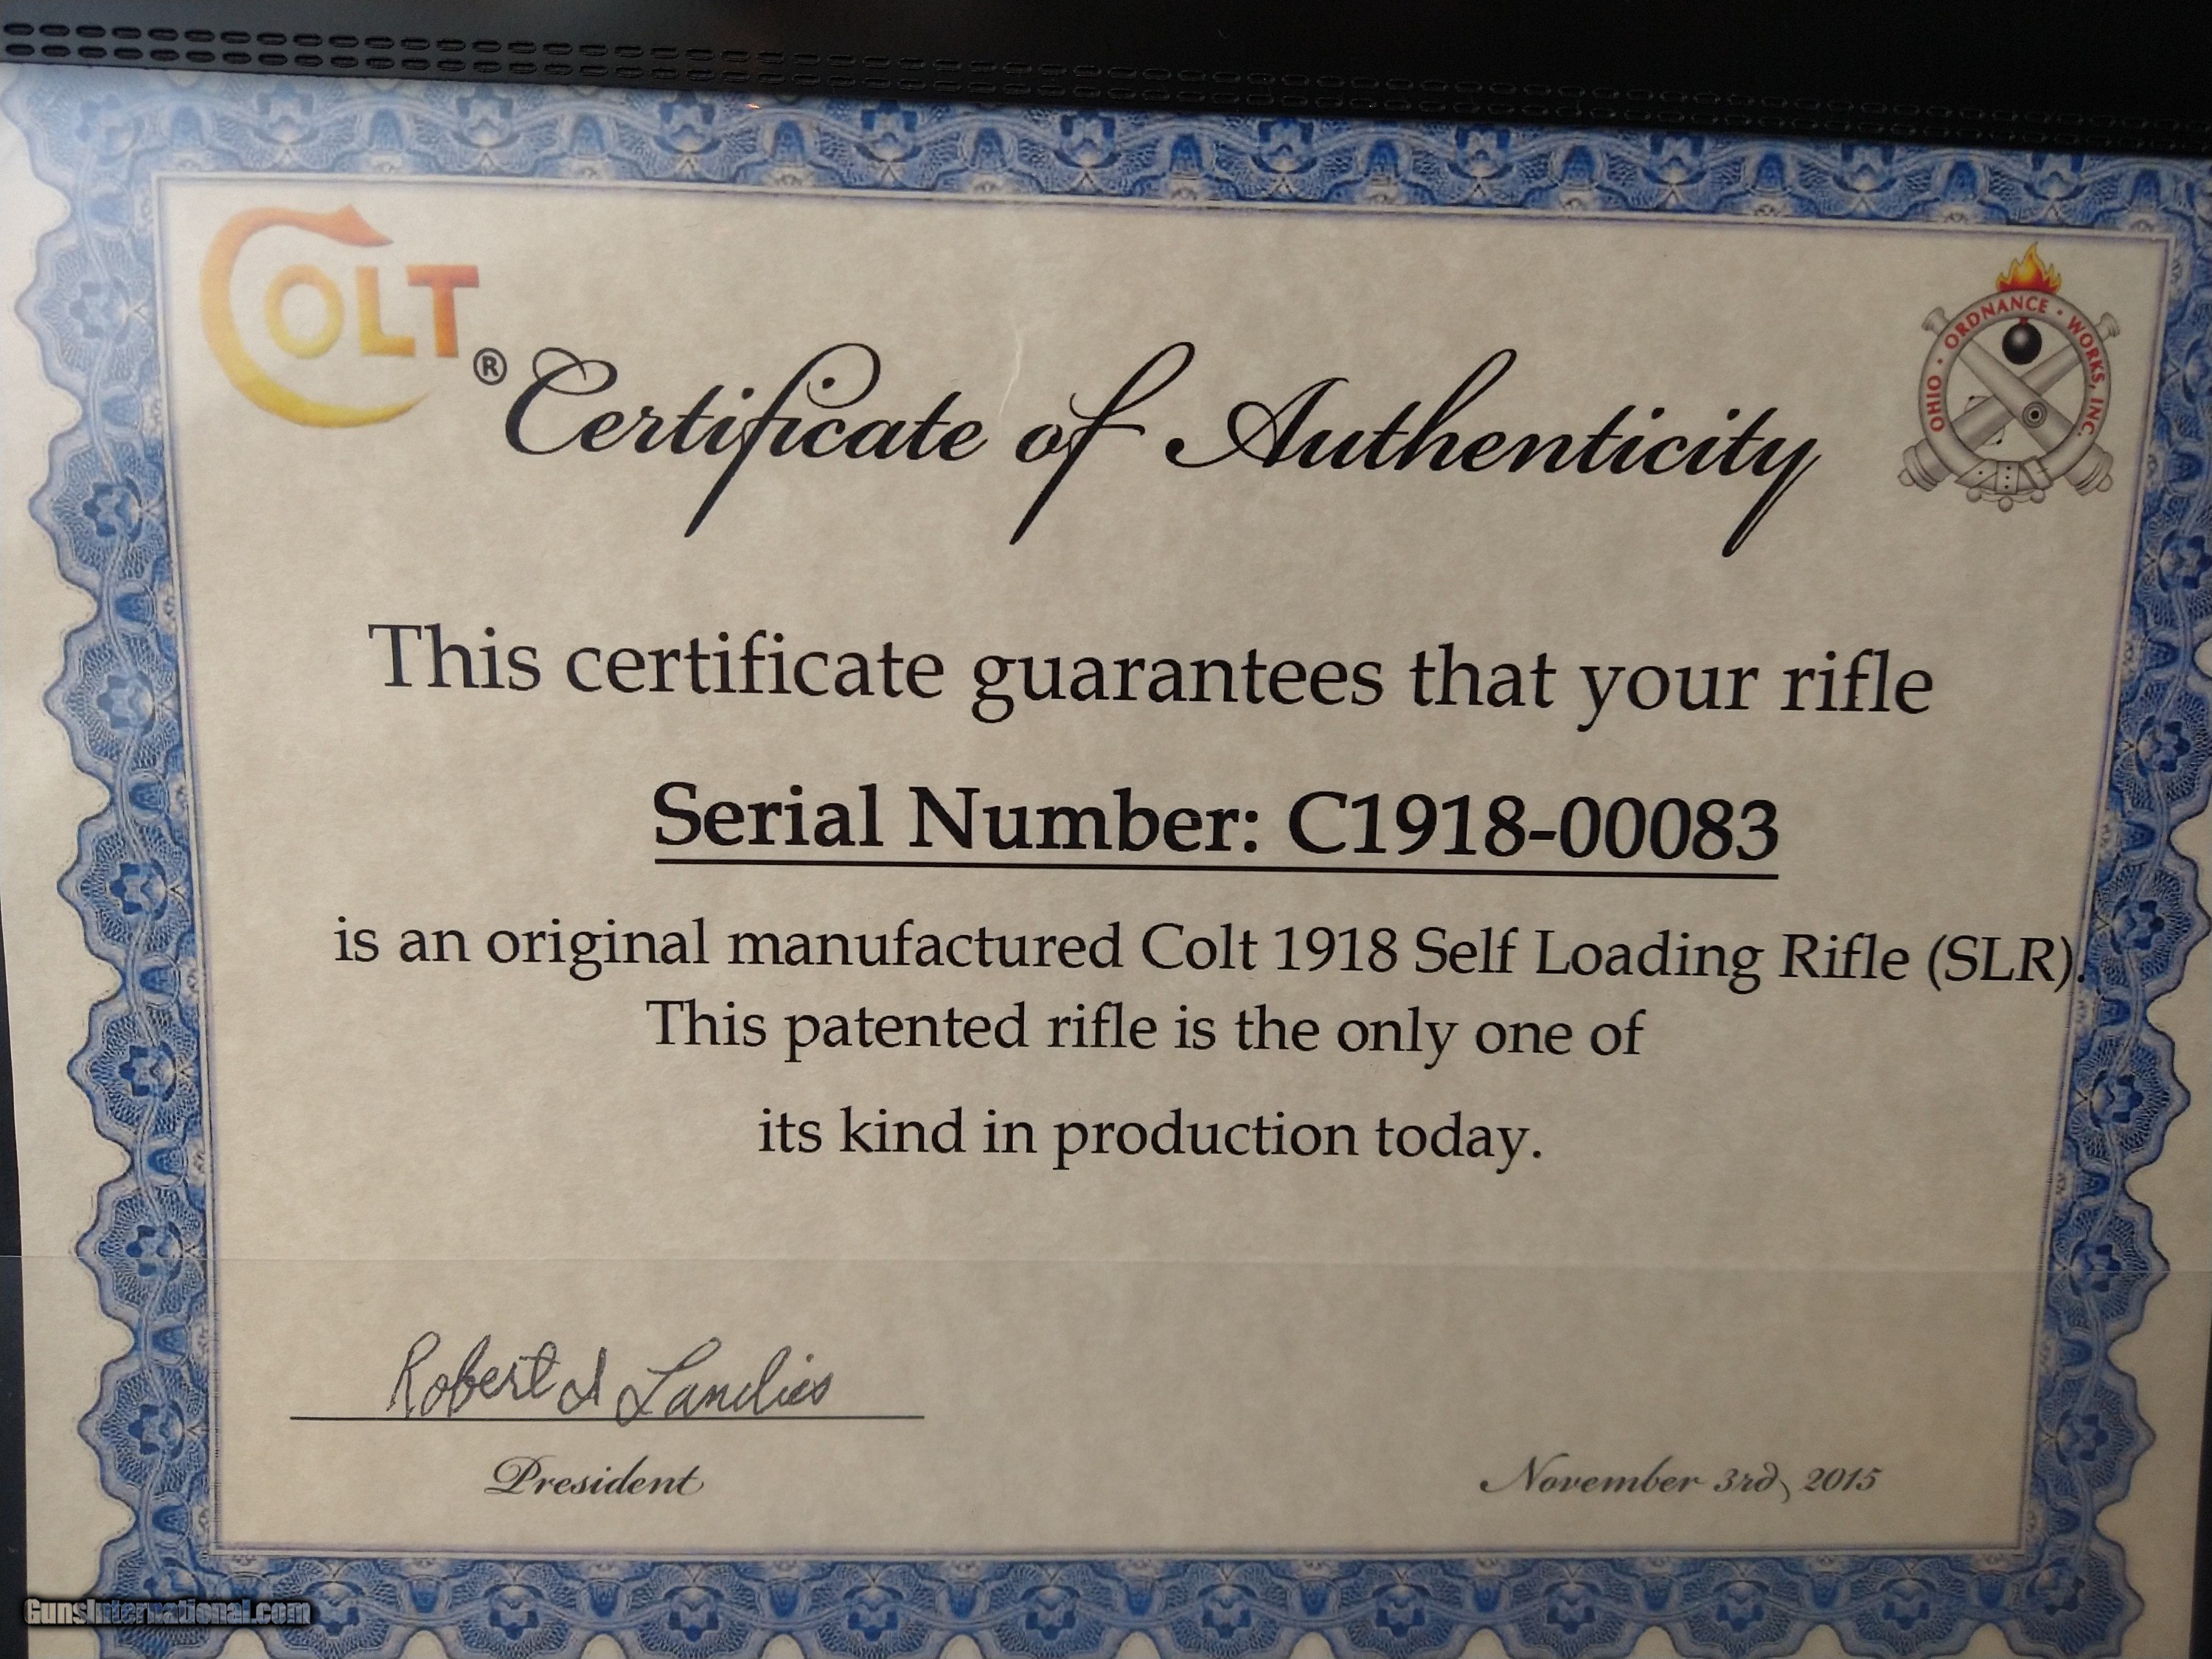 COLT®
OHIO · ORDNANCE · WORKS, INC.
Certificate of Authenticity
This certificate guarantees that your rifle
Serial Number: C1918-00083
is an original manufactured Colt 1918 Self Loading Rifle (SLR).
This patented rifle is the only one of
its kind in production today.
Robert I Landies
President
November 3rd, 2015
GunsInternational.com